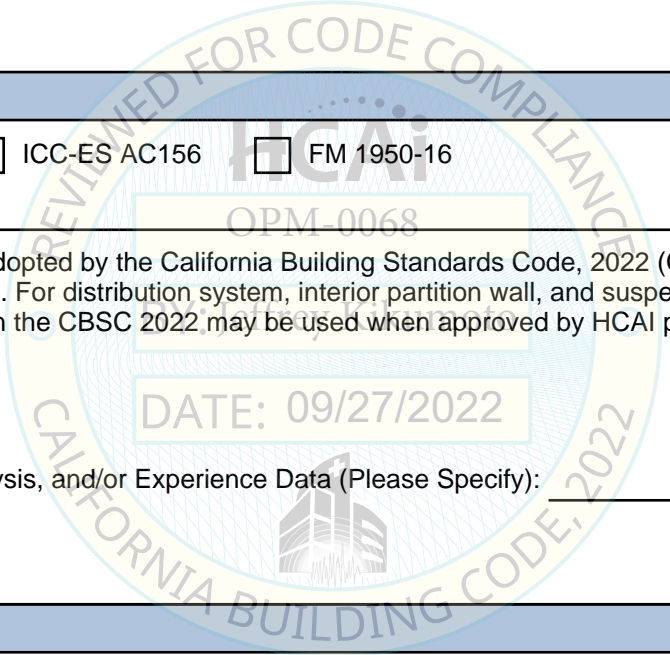 REVIEWED FOR CODE COMPLIANCE
HCAi
ICC-ES AC156 FM 1950-16
OPM-0068
dopted by the California Building Standards Code, 2022 (
. For distribution system, interior partition wall, and suspe
n the CBSC 2022 may be used when approved by HCAI p
BY: Jeffrey Kikumoto
DATE: 09/27/2022
ysis, and/or Experience Data (Please Specify):
CALIFORNIA BUILDING CODE, 2022